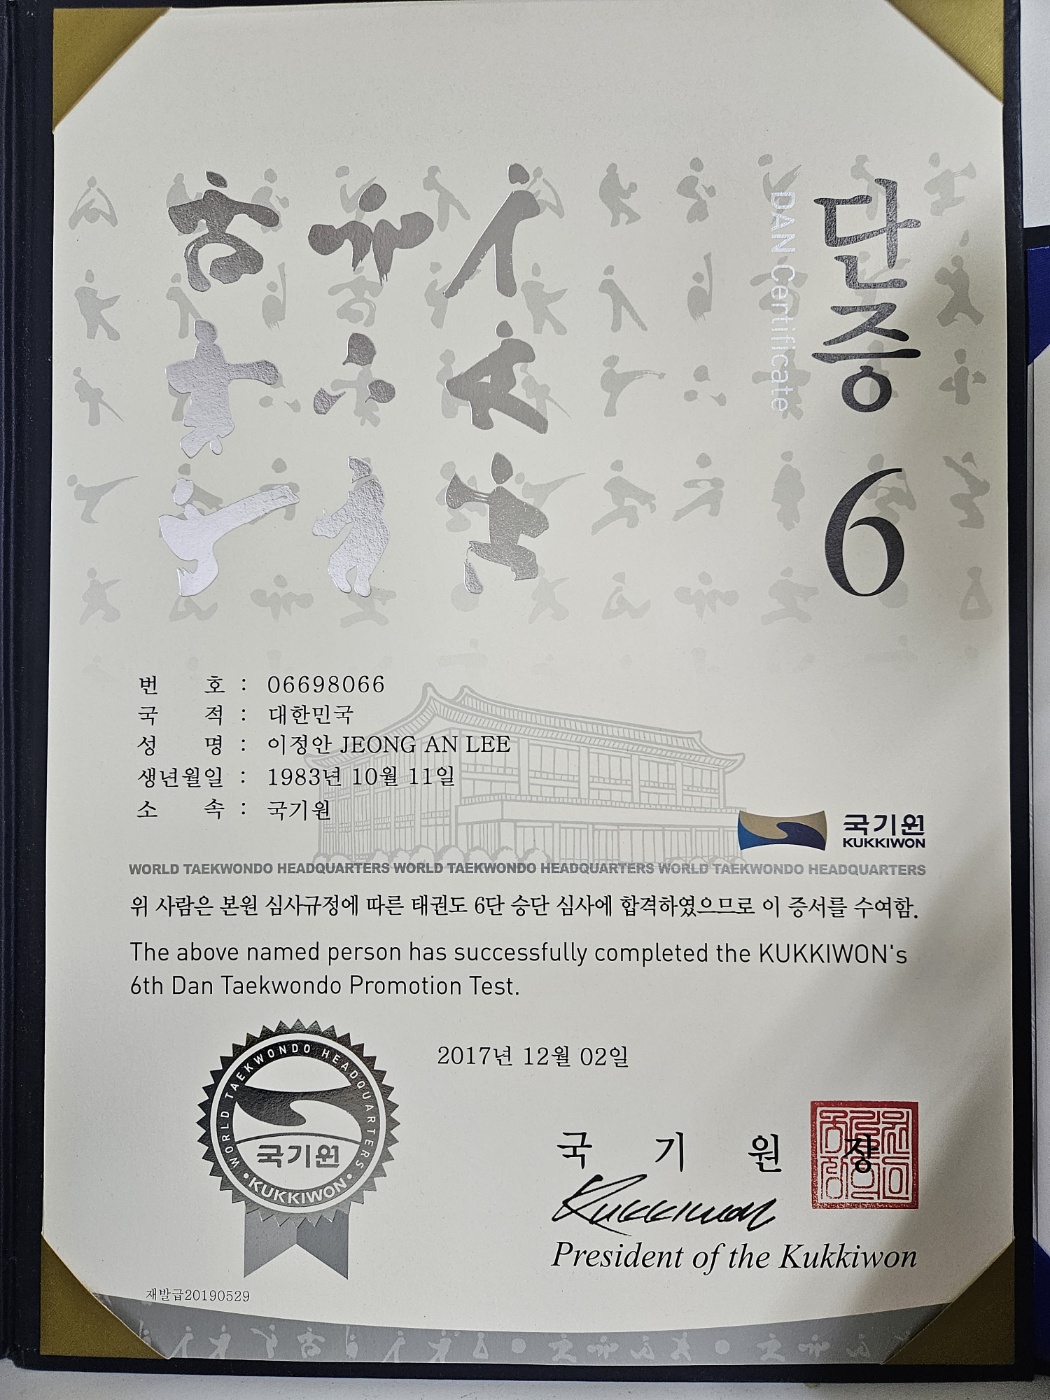 단증
DAN Certificate
6
번 호 : 06698066
국 적 : 대한민국
성 명 : 이정안 JEONG AN LEE
생년월일 : 1983년 10월 11일
소 속 : 국기원
국기원
KUKKIWON
WORLD TAEKWONDO HEADQUARTERS WORLD TAEKWONDO HEADQUARTERS WORLD TAEKWONDO HEADQUARTERS
위 사람은 본원 심사규정에 따른 태권도 6단 승단 심사에 합격하였으므로 이 증서를 수여함.
The above named person has successfully completed the KUKKIWON's
6th Dan Taekwondo Promotion Test.
2017년 12월 02일
WORLD TAEKWONDO HEADQUARTERS
국기원
KUKKIWON
국 기 원 장
Kukkiwon
President of the Kukkiwon
재발급20190529